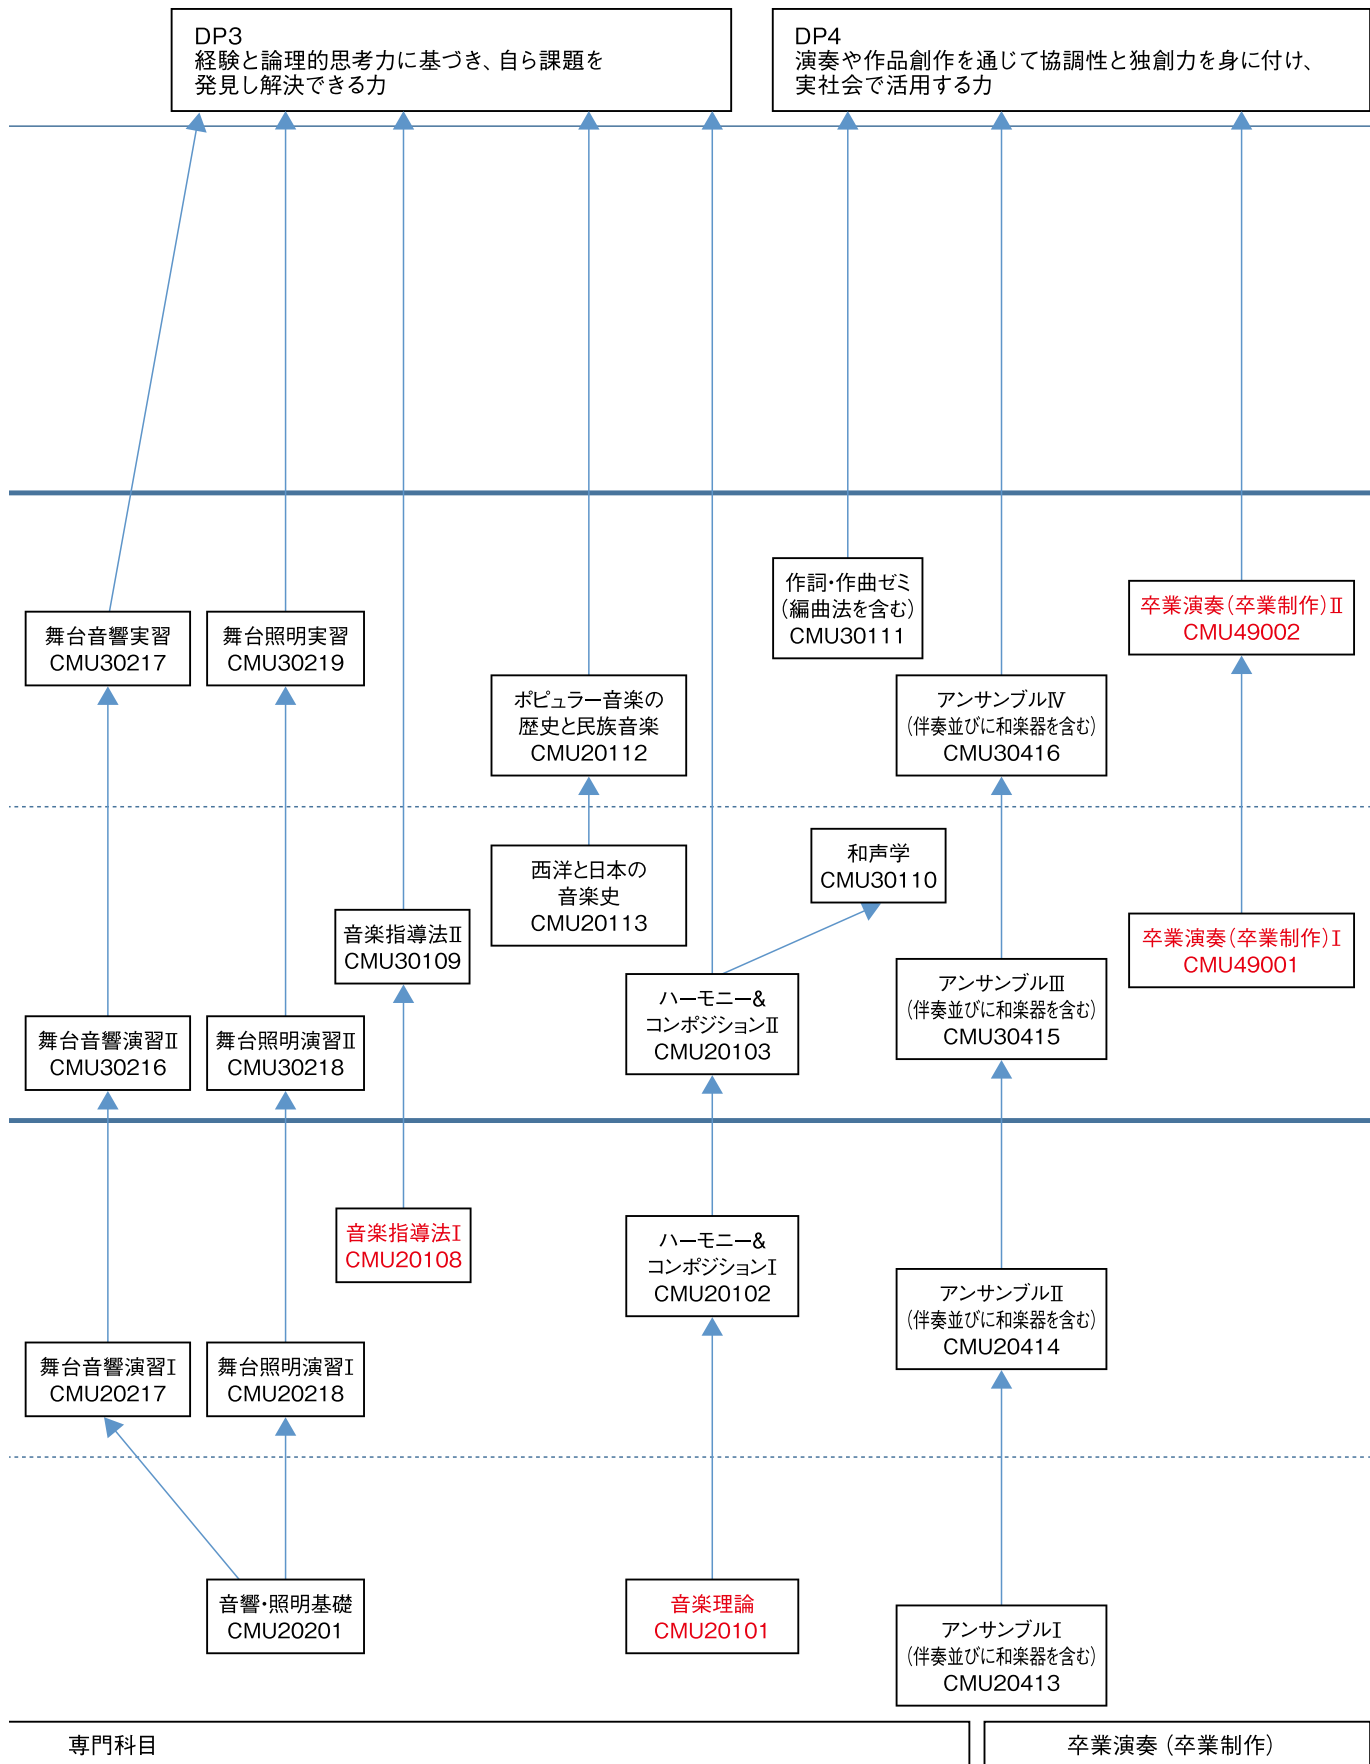 DP3
経験と論理的思考力に基づき、自ら課題を
発見し解決できる力
DP4
演奏や作品創作を通じて協調性と独創力を身に付け、
実社会で活用する力
作詞・作曲ゼミ
(編曲法を含む)
CMU30111
卒業演奏(卒業制作)Ⅱ
CMU49002
舞台音響実習
CMU30217
舞台照明実習
CMU30219
ポピュラー音楽の
歴史と民族音楽
CMU20112
アンサンブルⅣ
(伴奏並びに和楽器を含む)
CMU30416
和声学
CMU30110
西洋と日本の
音楽史
CMU20113
音楽指導法Ⅱ
CMU30109
卒業演奏(卒業制作)Ⅰ
CMU49001
ハーモニー&
コンポジションⅡ
CMU20103
アンサンブルⅢ
(伴奏並びに和楽器を含む)
CMU30415
舞台音響演習Ⅱ
CMU30216
舞台照明演習Ⅱ
CMU30218
音楽指導法Ⅰ
CMU20108
ハーモニー&
コンポジションⅠ
CMU20102
アンサンブルⅡ
(伴奏並びに和楽器を含む)
CMU20414
舞台音響演習Ⅰ
CMU20217
舞台照明演習Ⅰ
CMU20218
音響・照明基礎
CMU20201
音楽理論
CMU20101
アンサンブルⅠ
(伴奏並びに和楽器を含む)
CMU20413
専門科目
卒業演奏(卒業制作)